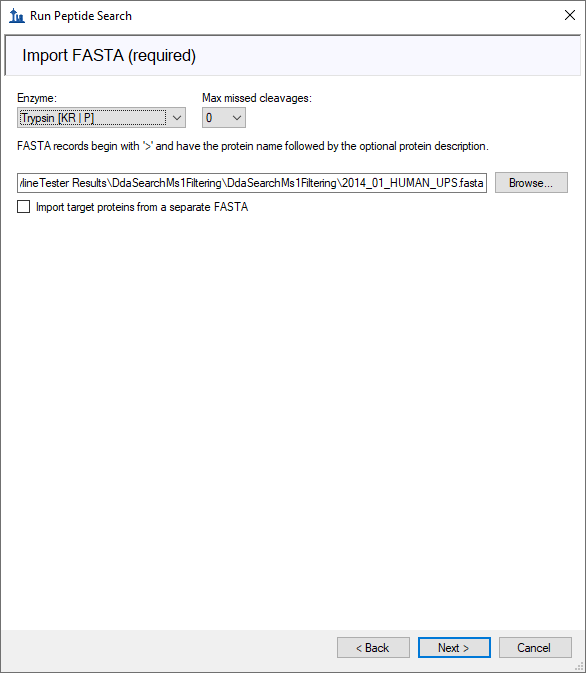 Run Peptide Search
Import FASTA (required)
Enzyme: Max missed cleavages:
Trypsin [KR | P] 0
FASTA records begin with '>' and have the protein name followed by the optional protein description.
lineTester Results\DdaSearchMs1Filtering\DdaSearchMs1Filtering\2014_01_HUMAN_UPS.fasta Browse...
Import target proteins from a separate FASTA
< Back Next > Cancel